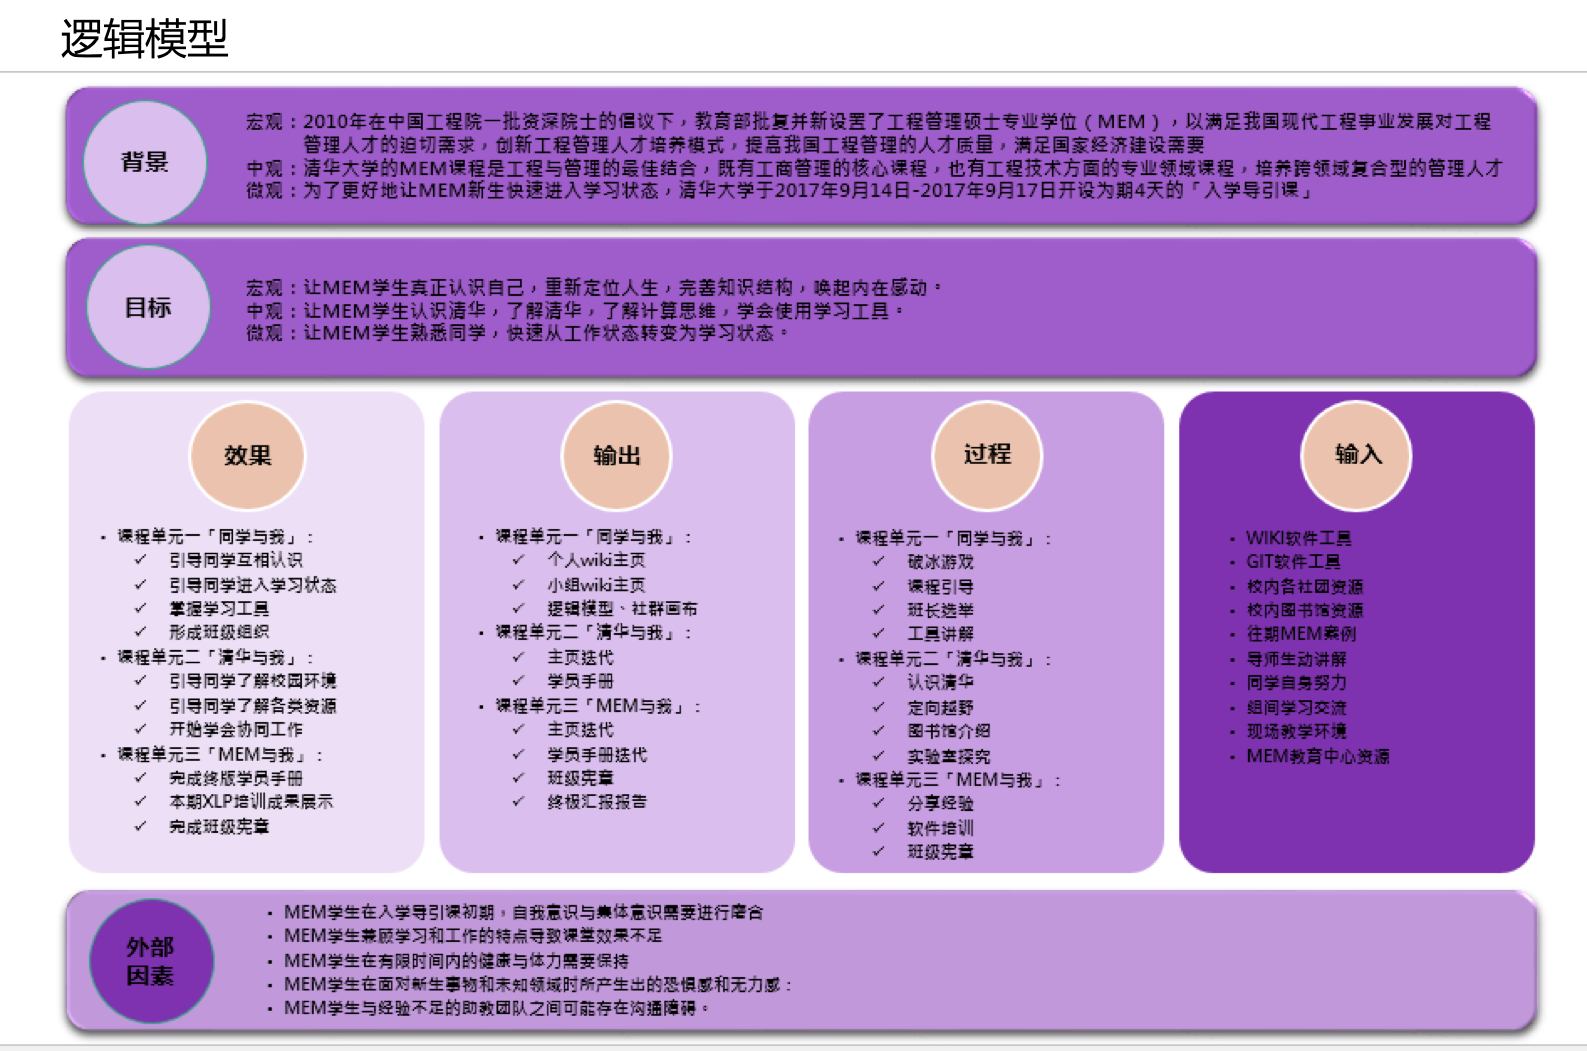 逻辑模型
背景
宏观：2010年在中国工程院一批资深院士的倡议下，教育部批复并新设置了工程管理硕士专业学位（MEM），以满足我国现代工程事业发展对工程
管理人才的迫切需求，创新工程管理人才培养模式，提高我国工程管理的人才质量，满足国家经济建设需要
中观：清华大学的MEM课程是工程与管理的最佳结合，既有工商管理的核心课程，也有工程技术方面的专业领域课程，培养跨领域复合型的管理人才
微观：为了更好地让MEM新生快速进入学习状态，清华大学于2017年9月14日-2017年9月17日开设为期4天的「入学导引课」
目标
宏观：让MEM学生真正认识自己，重新定位人生，完善知识结构，唤起内在感动。
中观：让MEM学生认识清华，了解清华，了解计算思维，学会使用学习工具。
微观：让MEM学生熟悉同学，快速从工作状态转变为学习状态。
效果
• 课程单元一「同学与我」：
✓ 引导同学互相认识
✓ 引导同学进入学习状态
✓ 掌握学习工具
✓ 形成班级组织
• 课程单元二「清华与我」：
✓ 引导同学了解校园环境
✓ 引导同学了解各类资源
✓ 开始学会协同工作
• 课程单元三「MEM与我」：
✓ 完成终版学员手册
✓ 本期XLP培训成果展示
✓ 完成班级宪章
输出
• 课程单元一「同学与我」：
✓ 个人wiki主页
✓ 小组wiki主页
✓ 逻辑模型、社群画布
• 课程单元二「清华与我」：
✓ 主页迭代
✓ 学员手册
• 课程单元三「MEM与我」：
✓ 主页迭代
✓ 学员手册迭代
✓ 班级宪章
✓ 终极汇报报告
过程
• 课程单元一「同学与我」：
✓ 破冰游戏
✓ 课程引导
✓ 班长选举
✓ 工具讲解
• 课程单元二「清华与我」：
✓ 认识清华
✓ 定向越野
✓ 图书馆介绍
✓ 实验室探究
• 课程单元三「MEM与我」：
✓ 分享经验
✓ 软件培训
✓ 班级宪章
输入
• WIKI软件工具
• GIT软件工具
• 校内各社团资源
• 校内图书馆资源
• 往期MEM案例
• 导师生动讲解
• 同学自身努力
• 组间学习交流
• 现场教学环境
• MEM教育中心资源
外部
因素
• MEM学生在入学导引课初期，自我意识与集体意识需要进行磨合
• MEM学生兼顾学习和工作的特点导致课堂效果不足
• MEM学生在有限时间内的健康与体力需要保持
• MEM学生在面对新生事物和未知领域时所产生出的恐惧感和无力感：
• MEM学生与经验不足的助教团队之间可能存在沟通障碍。